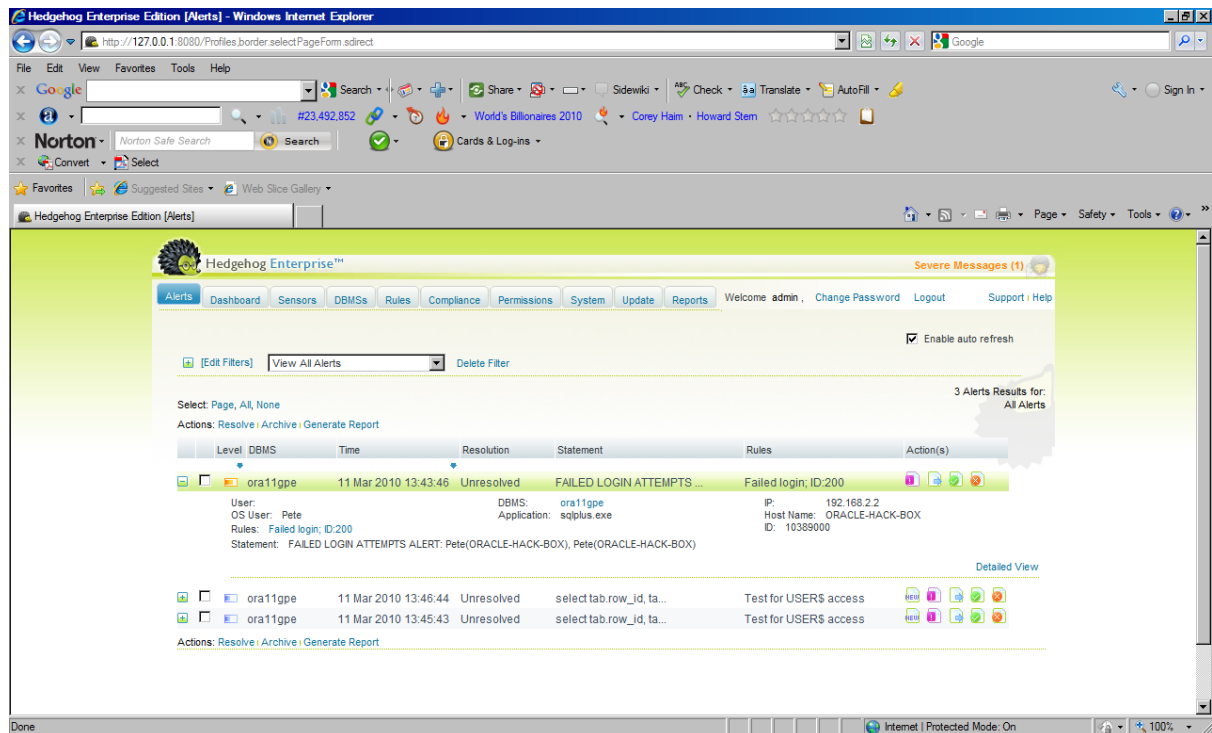 Hedgehog Enterprise Edition [Alerts] - Windows Internet Explorer
http://127.0.0.1:8080/Profiles,border.selectPageForm.sdirect
Google
File Edit View Favorites Tools Help
x Google Search Share Sidewiki ABC Check aä Translate AutoFill Sign In
x a #23,492,852 World's Billionaires 2010 Corey Haim · Howard Stern
x Norton Norton Safe Search Search Cards & Log-ins
x Convert Select
Favorites Suggested Sites Web Slice Gallery
Hedgehog Enterprise Edition [Alerts] Page Safety Tools »
Hedgehog Enterprise™ Severe Messages (1)
Alerts Dashboard Sensors DBMSs Rules Compliance Permissions System Update Reports Welcome admin , Change Password Logout Support | Help
Enable auto refresh
[Edit Filters] View All Alerts Delete Filter
3 Alerts Results for:
All Alerts
Select: Page, All, None
Actions: Resolve | Archive | Generate Report
Level DBMS Time Resolution Statement Rules Action(s)
ora11gpe 11 Mar 2010 13:43:46 Unresolved FAILED LOGIN ATTEMPTS ... Failed login; ID:200
User: DBMS: ora11gpe IP: 192.168.2.2
OS User: Pete Application: sqlplus.exe Host Name: ORACLE-HACK-BOX
Rules: Failed login; ID:200 ID: 10389000
Statement: FAILED LOGIN ATTEMPTS ALERT: Pete(ORACLE-HACK-BOX), Pete(ORACLE-HACK-BOX)
Detailed View
ora11gpe 11 Mar 2010 13:46:44 Unresolved select tab.row_id, ta... Test for USER$ access NEW
ora11gpe 11 Mar 2010 13:45:43 Unresolved select tab.row_id, ta... Test for USER$ access NEW
Actions: Resolve | Archive | Generate Report
Done Internet | Protected Mode: On 100%